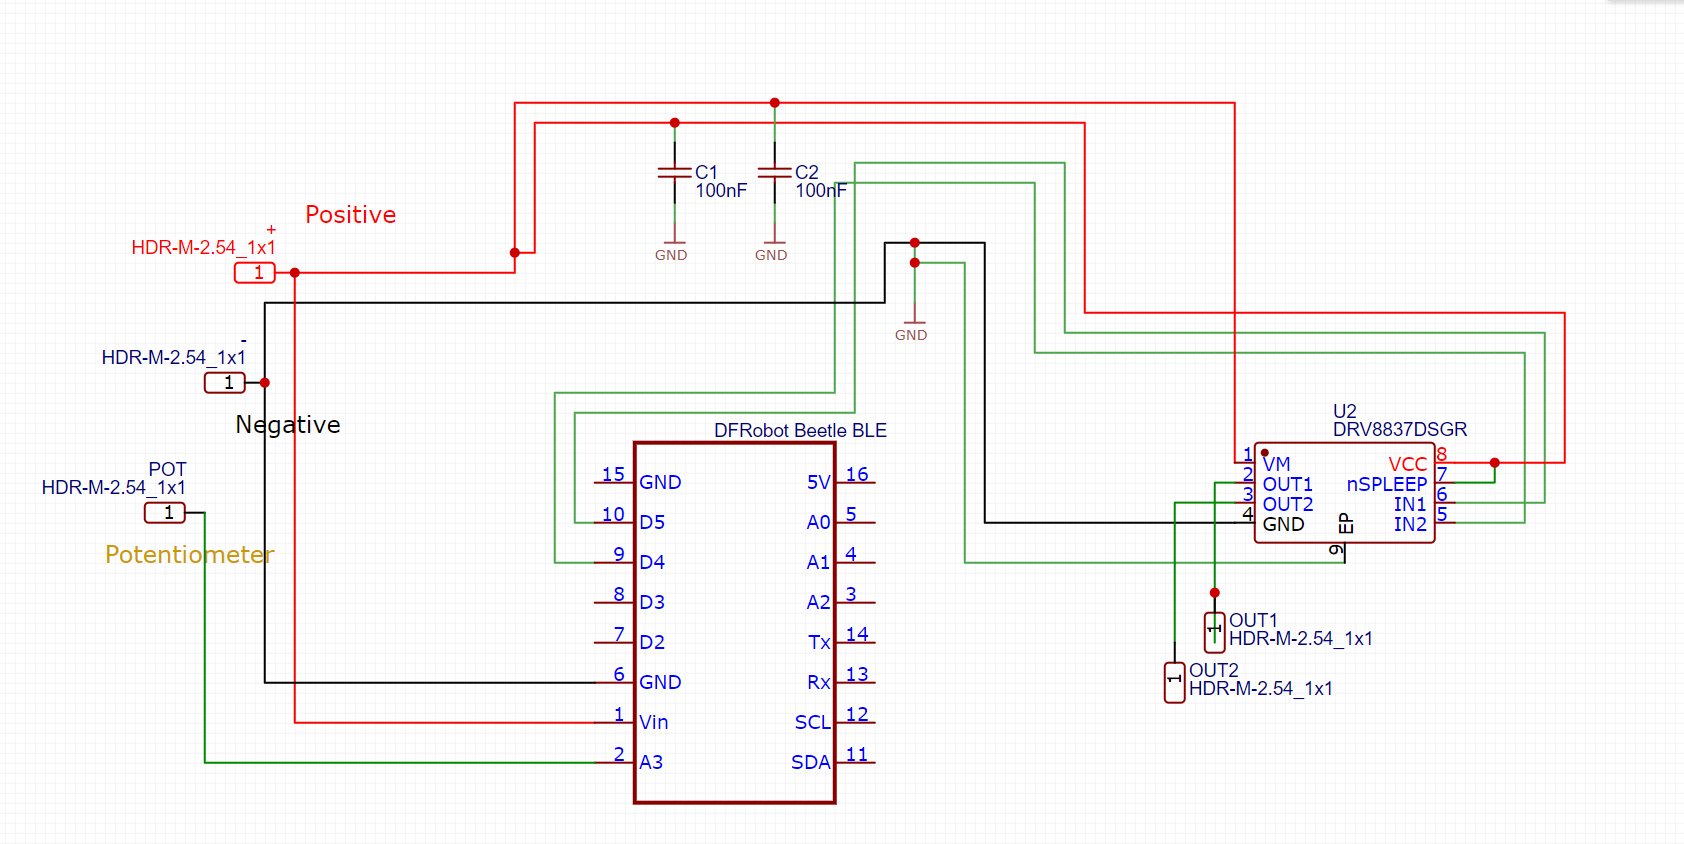 C1
100nF
C2
100nF
GND
GND
Positive
+
HDR-M-2.54_1x1
1
GND
-
HDR-M-2.54_1x1
1
Negative
POT
HDR-M-2.54_1x1
1
Potentiometer
DFRobot Beetle BLE
15 GND 5V 16
10 D5 A0 5
9 D4 A1 4
8 D3 A2 3
7 D2 Tx 14
6 GND Rx 13
1 Vin SCL 12
2 A3 SDA 11
U2
DRV8837DSGR
1 VM VCC 8
2 OUT1 nSPLEEP 7
3 OUT2 IN1 6
4 GND IN2 5
EP
9
OUT1
HDR-M-2.54_1x1
1
OUT2
HDR-M-2.54_1x1
1